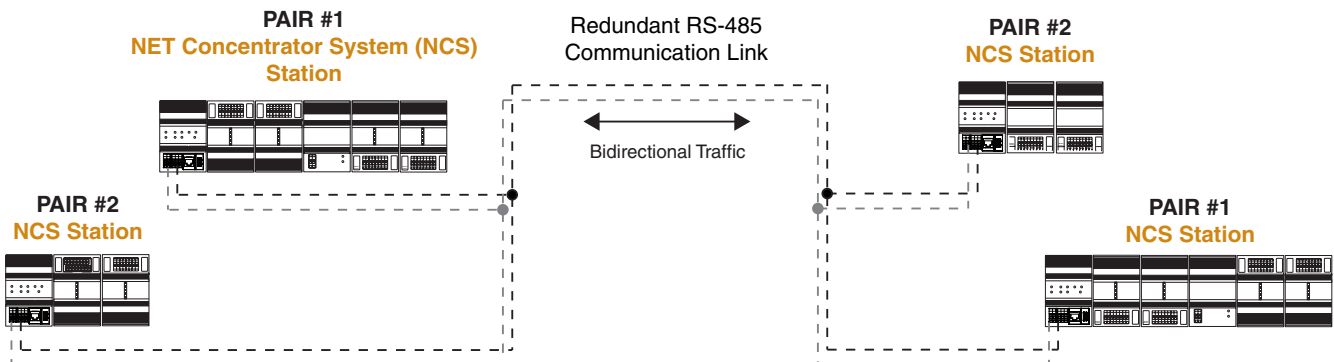 PAIR #1
NET Concentrator System (NCS)
Station
Redundant RS-485
Communication Link
PAIR #2
NCS Station
Bidirectional Traffic
PAIR #2
NCS Station
PAIR #1
NCS Station